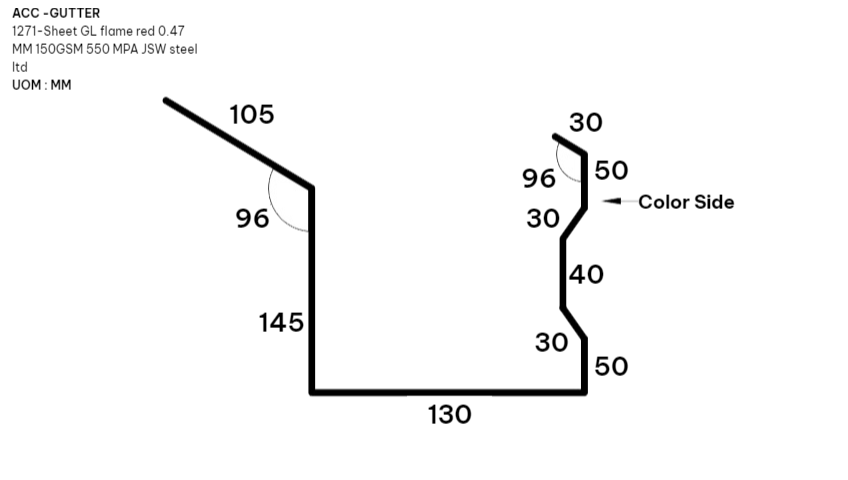 ACC -GUTTER
1271-Sheet GL flame red 0.47
MM 150GSM 550 MPA JSW steel
ltd
UOM : MM
105
30
96
50
Color Side
96
30
40
145
30
50
130